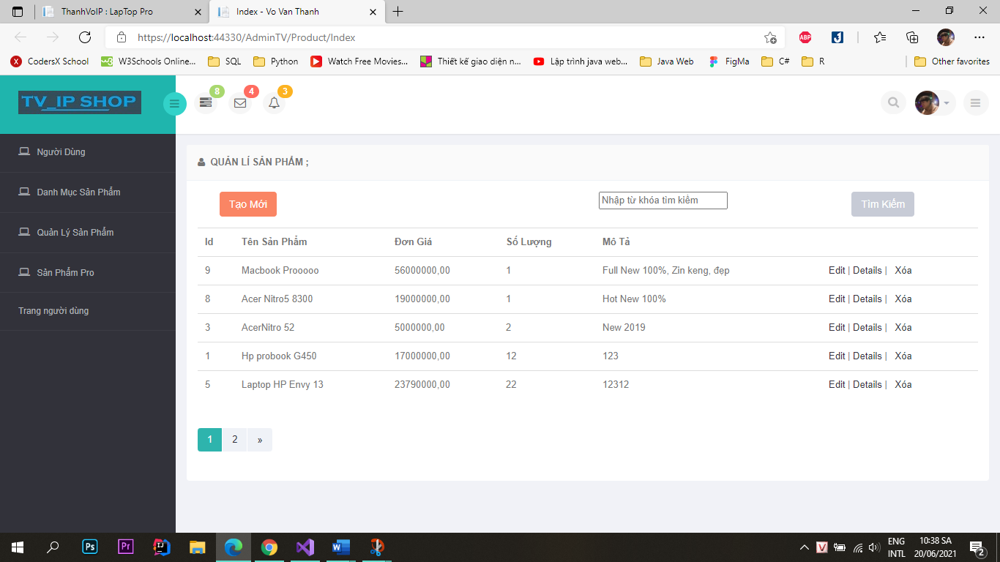 ThanhVoIP : LapTop Pro
Index - Vo Van Thanh
https://localhost:44330/AdminTV/Product/Index
ABP
CodersX School
W3Schools Online...
SQL
Python
Watch Free Movies...
Thiết kế giao diện n...
Lập trình java web...
Java Web
FigMa
C#
R
Other favorites
TV_IP SHOP
8
4
3
Người Dùng
Danh Mục Sản Phẩm
Quản Lý Sản Phẩm
Sản Phẩm Pro
Trang người dùng
QUẢN LÍ SẢN PHẨM ;
Tạo Mới
Nhập từ khóa tìm kiếm
Tìm Kiếm
Id Tên Sản Phẩm Đơn Giá Số Lượng Mô Tả
9 Macbook Prooooo 56000000,00 1 Full New 100%, Zin keng, đẹp Edit | Details | Xóa
8 Acer Nitro5 8300 19000000,00 1 Hot New 100% Edit | Details | Xóa
3 AcerNitro 52 5000000,00 2 New 2019 Edit | Details | Xóa
1 Hp probook G450 17000000,00 12 123 Edit | Details | Xóa
5 Laptop HP Envy 13 23790000,00 22 12312 Edit | Details | Xóa
1 2 »
Ps
Pr
IJ
W
V
ENG
INTL
10:38 SA
20/06/2021
2